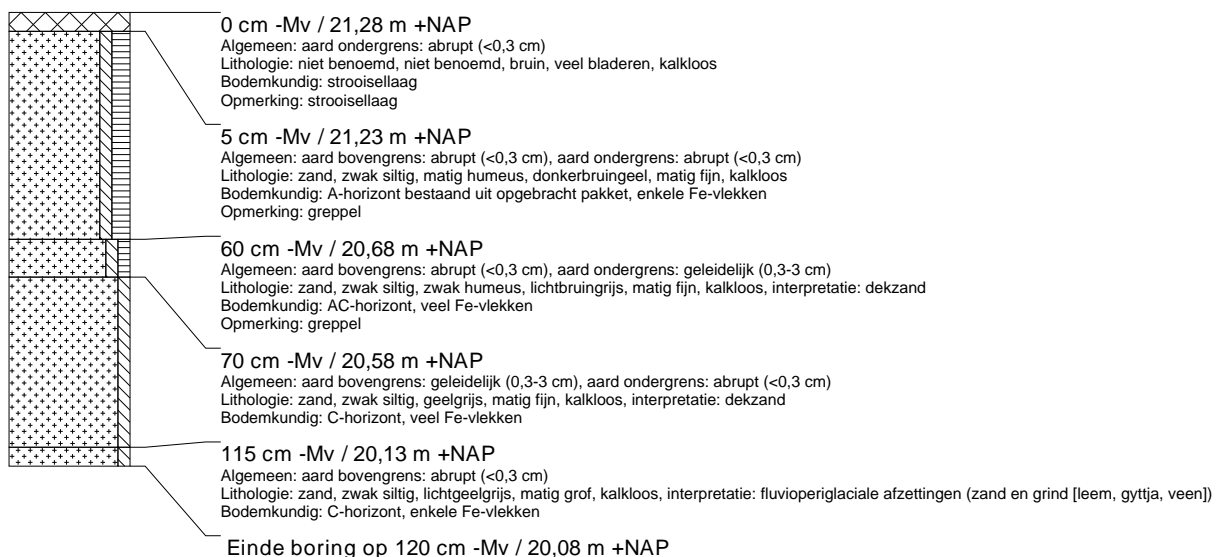 0 cm -Mv / 21,28 m +NAP
Algemeen: aard ondergrens: abrupt (<0,3 cm)
Lithologie: niet benoemd, niet benoemd, bruin, veel bladeren, kalkloos
Bodemkundig: strooisellaag
Opmerking: strooisellaag
5 cm -Mv / 21,23 m +NAP
Algemeen: aard bovengrens: abrupt (<0,3 cm), aard ondergrens: abrupt (<0,3 cm)
Lithologie: zand, zwak siltig, matig humeus, donkerbruingeel, matig fijn, kalkloos
Bodemkundig: A-horizont bestaand uit opgebracht pakket, enkele Fe-vlekken
Opmerking: greppel
60 cm -Mv / 20,68 m +NAP
Algemeen: aard bovengrens: abrupt (<0,3 cm), aard ondergrens: geleidelijk (0,3-3 cm)
Lithologie: zand, zwak siltig, zwak humeus, lichtbruingrijs, matig fijn, kalkloos, interpretatie: dekzand
Bodemkundig: AC-horizont, veel Fe-vlekken
Opmerking: greppel
70 cm -Mv / 20,58 m +NAP
Algemeen: aard bovengrens: geleidelijk (0,3-3 cm), aard ondergrens: abrupt (<0,3 cm)
Lithologie: zand, zwak siltig, geelgrijs, matig fijn, kalkloos, interpretatie: dekzand
Bodemkundig: C-horizont, veel Fe-vlekken
115 cm -Mv / 20,13 m +NAP
Algemeen: aard bovengrens: abrupt (<0,3 cm)
Lithologie: zand, zwak siltig, lichtgeelgrijs, matig grof, kalkloos, interpretatie: fluvioperiglaciale afzettingen (zand en grind [leem, gyttja, veen])
Bodemkundig: C-horizont, enkele Fe-vlekken
Einde boring op 120 cm -Mv / 20,08 m +NAP